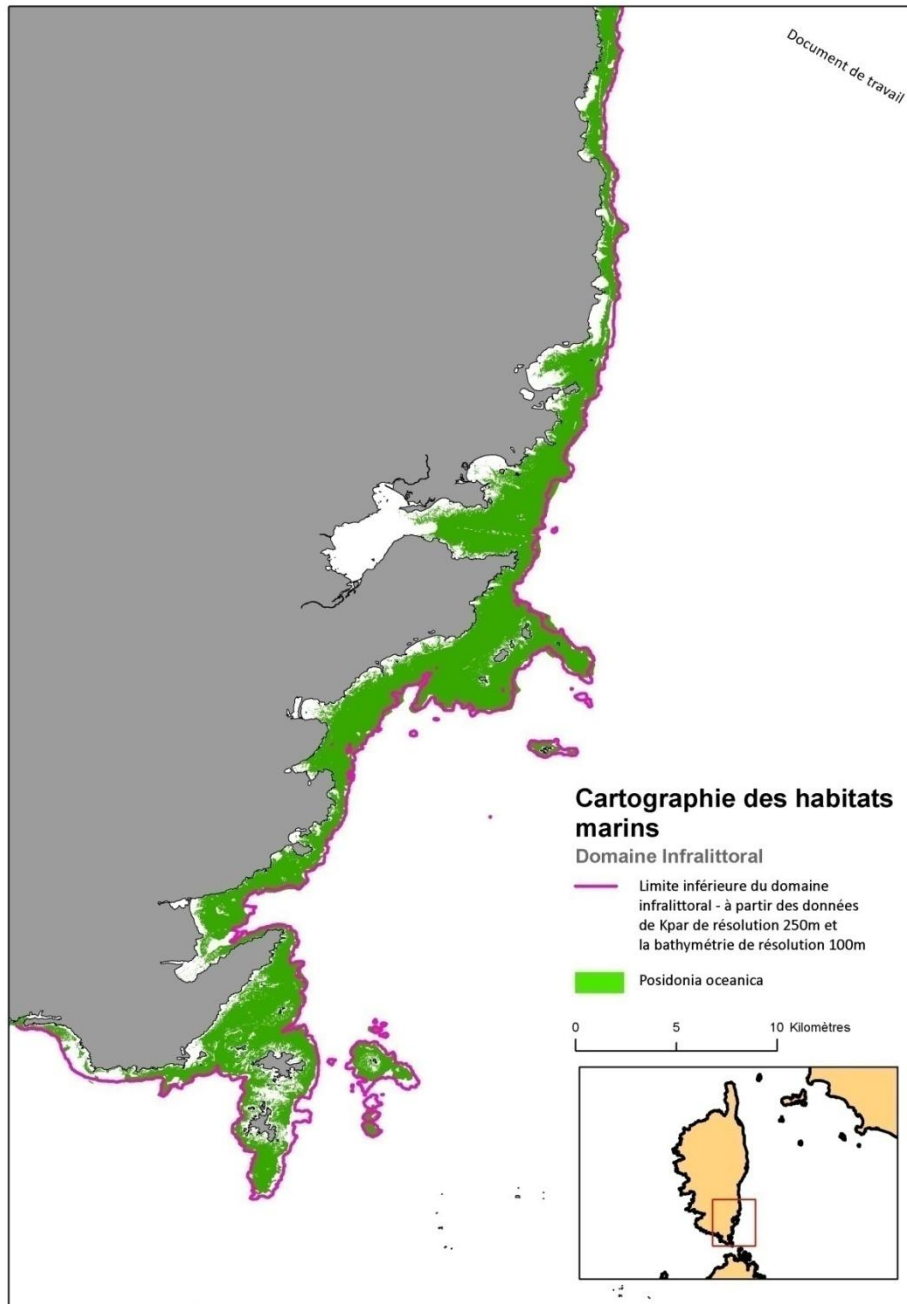 Document de travail
Cartographie des habitats
marins
Domaine Infralittoral
Limite inférieure du domaine
infralittoral - à partir des données
de Kpar de résolution 250m et
la bathymétrie de résolution 100m
Posidonia oceanica
0 5 10 Kilomètres